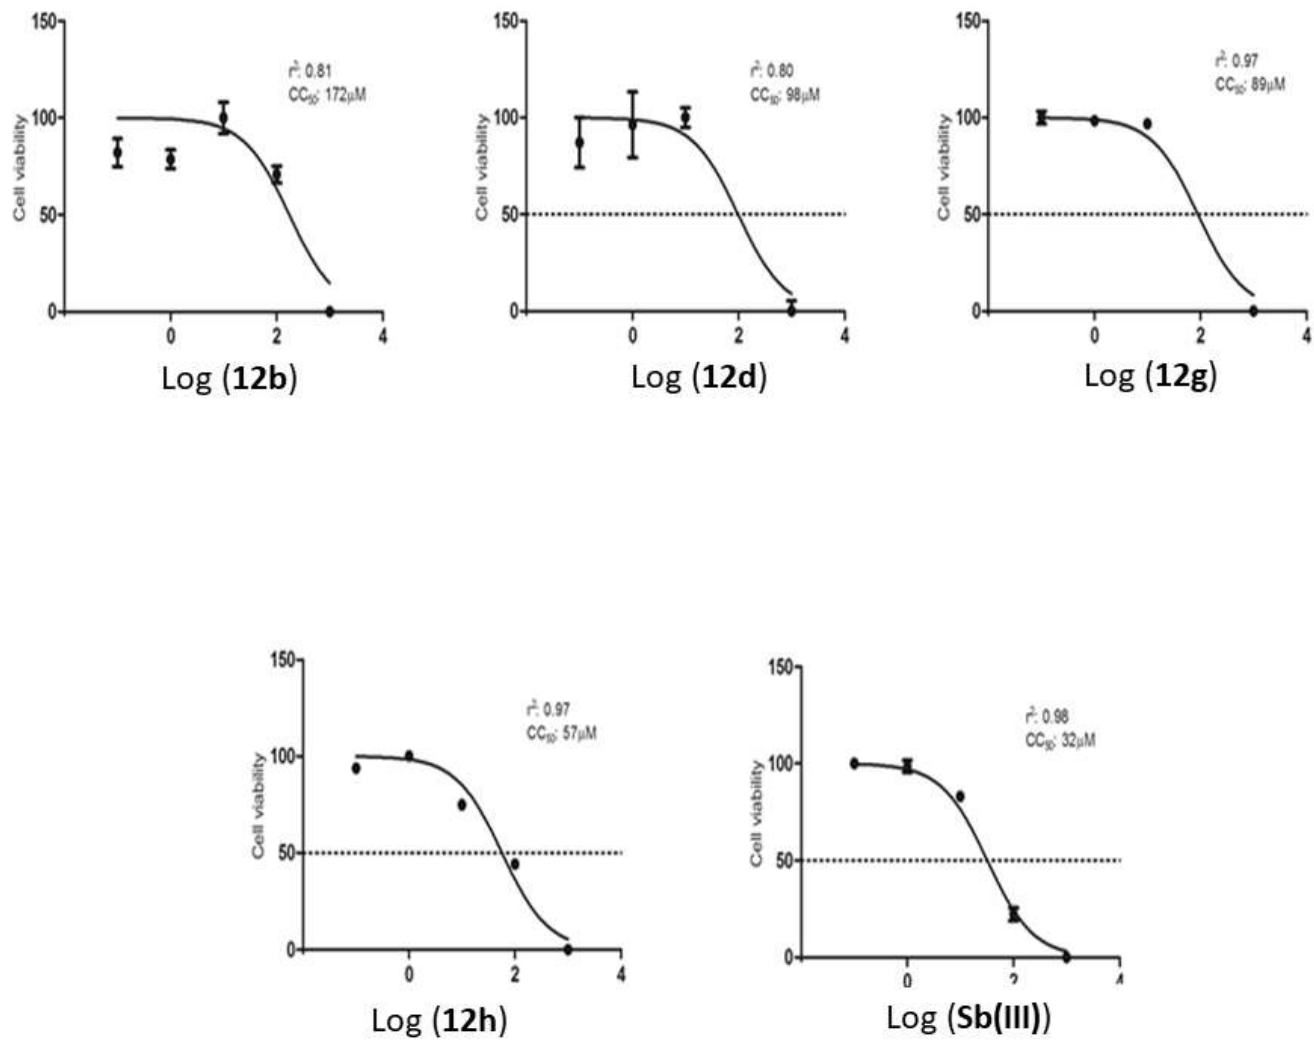 150
100
50
0
Cell viability
r²: 0.81
CC₅₀: 172µM
0 2 4
Log (12b)
150
100
50
0
Cell viability
r²: 0.80
CC₅₀: 98µM
0 2 4
Log (12d)
150
100
50
0
Cell viability
r²: 0.97
CC₅₀: 89µM
0 2 4
Log (12g)
150
100
50
0
Cell viability
r²: 0.97
CC₅₀: 57µM
0 2 4
Log (12h)
150
100
50
0
Cell viability
r²: 0.98
CC₅₀: 32µM
0 2 4
Log (Sb(III))